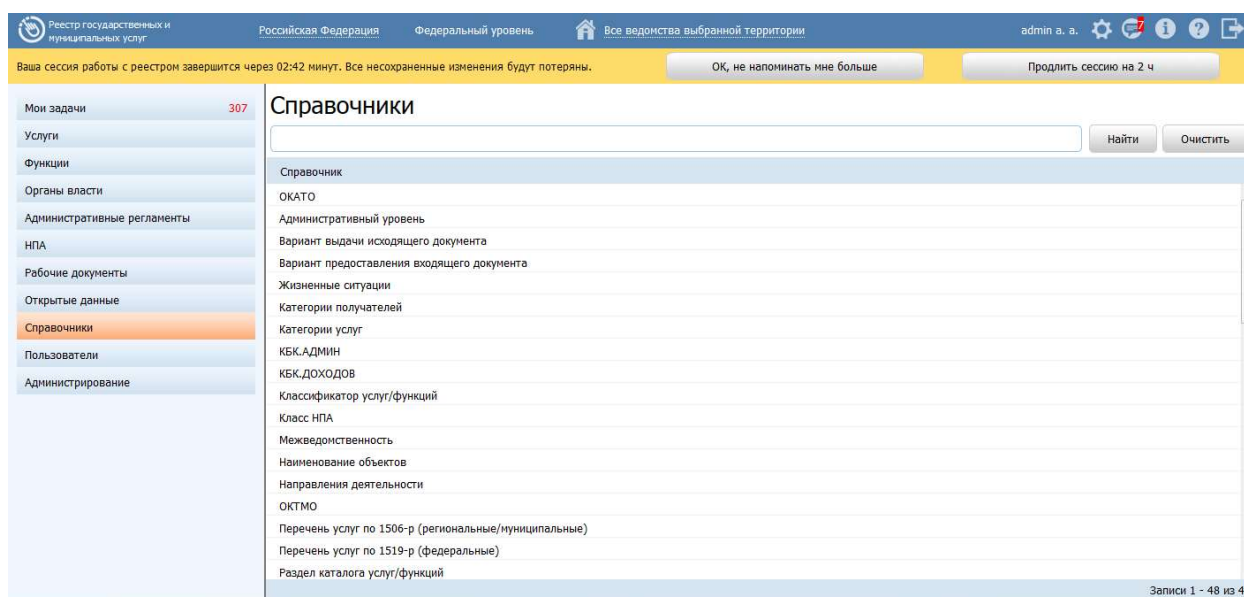 Реестр государственных и
муниципальных услуг
Российская Федерация
Федеральный уровень
Все ведомства выбранной территории
admin a. a.
7
Ваша сессия работы с реестром завершится через 02:42 минут. Все несохраненные изменения будут потеряны.
ОК, не напоминать мне больше
Продлить сессию на 2 ч
Мои задачи 307
Услуги
Функции
Органы власти
Административные регламенты
НПА
Рабочие документы
Открытые данные
Справочники
Пользователи
Администрирование
Справочники
Найти
Очистить
Справочник
ОКАТО
Административный уровень
Вариант выдачи исходящего документа
Вариант предоставления входящего документа
Жизненные ситуации
Категории получателей
Категории услуг
КБК.АДМИН
КБК.ДОХОДОВ
Классификатор услуг/функций
Класс НПА
Межведомственность
Наименование объектов
Направления деятельности
ОКТМО
Перечень услуг по 1506-р (региональные/муниципальные)
Перечень услуг по 1519-р (федеральные)
Раздел каталога услуг/функций
Записи 1 - 48 из 4